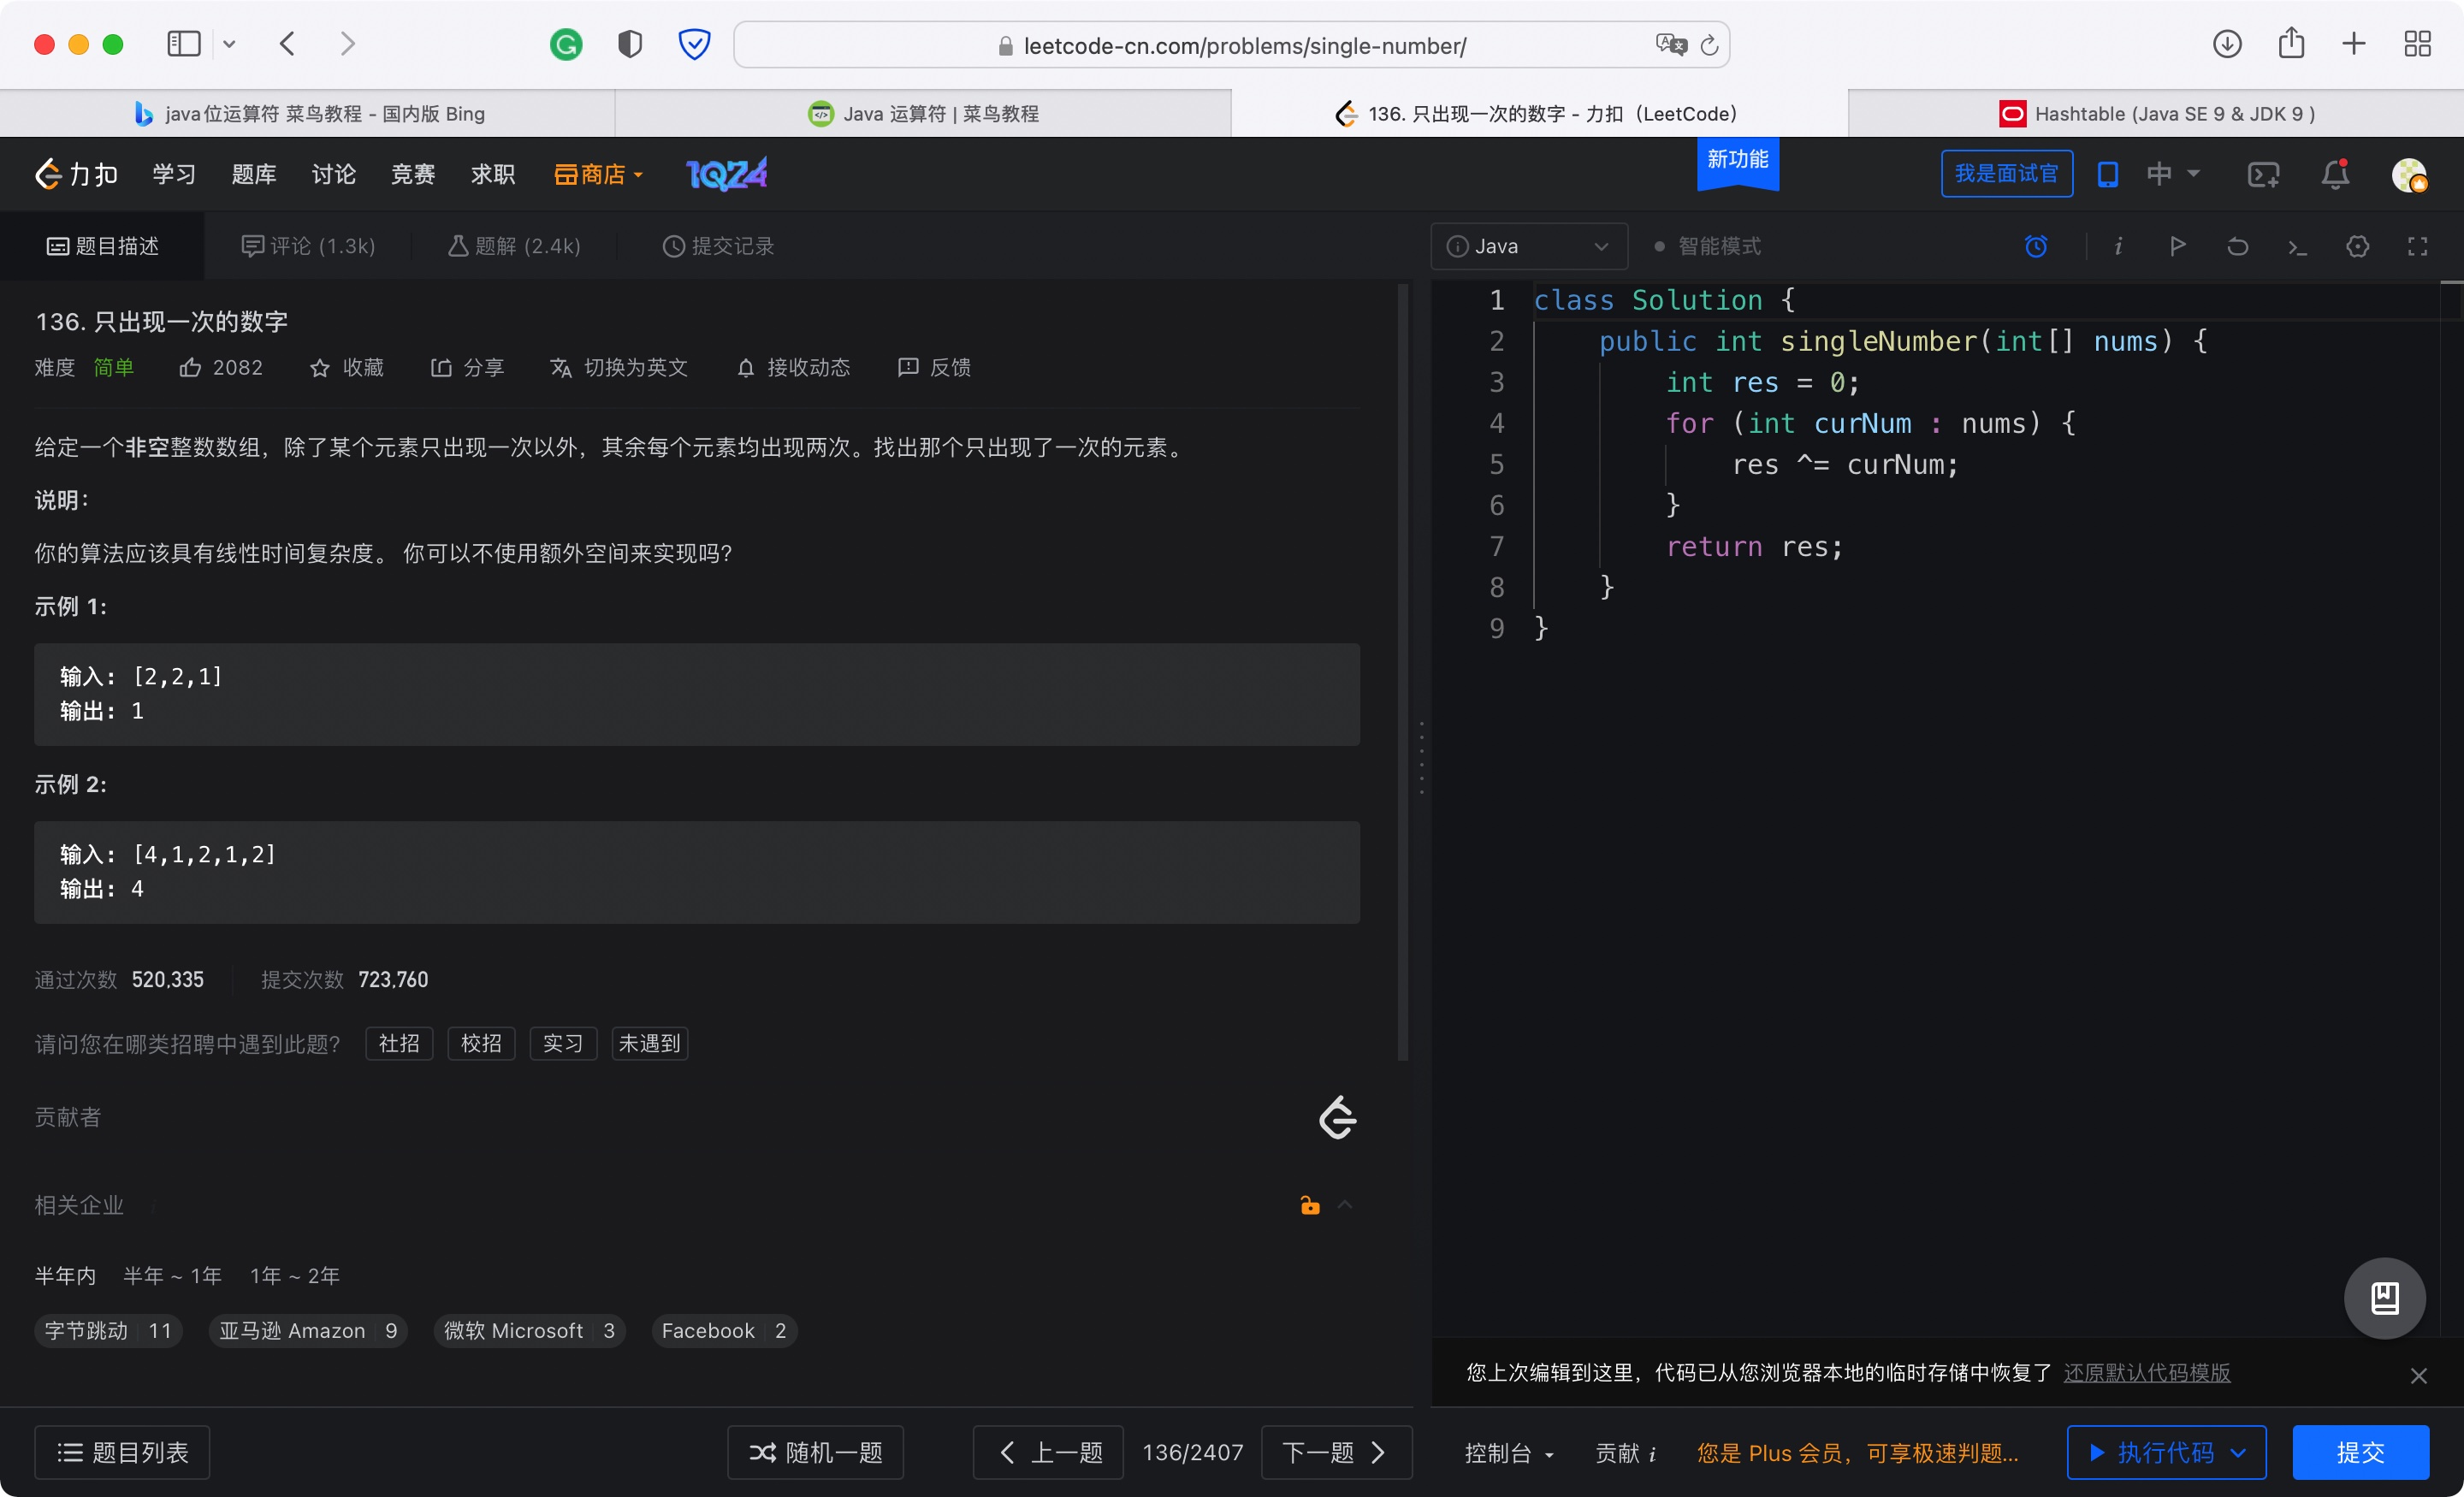 leetcode-cn.com/problems/single-number/
java位运算符 菜鸟教程 - 国内版 Bing
Java 运算符 | 菜鸟教程
136. 只出现一次的数字 - 力扣（LeetCode）
Hashtable (Java SE 9 & JDK 9 )
力扣 学习 题库 讨论 竞赛 求职 商店 1024
新功能
我是面试官
中
题目描述
评论 (1.3k)
题解 (2.4k)
提交记录
136. 只出现一次的数字
难度 简单 2082 收藏 分享 切换为英文 接收动态 反馈
给定一个非空整数数组，除了某个元素只出现一次以外，其余每个元素均出现两次。找出那个只出现了一次的元素。
说明：
你的算法应该具有线性时间复杂度。 你可以不使用额外空间来实现吗？
示例 1:
输入: [2,2,1]
输出: 1
示例 2:
输入: [4,1,2,1,2]
输出: 4
通过次数 520,335 提交次数 723,760
请问您在哪类招聘中遇到此题？ 社招 校招 实习 未遇到
贡献者
相关企业
半年内 半年 ~ 1年 1年 ~ 2年
字节跳动 11 亚马逊 Amazon 9 微软 Microsoft 3 Facebook 2
题目列表
随机一题
上一题
136/2407
下一题
Java
智能模式
1 class Solution {
2 public int singleNumber(int[] nums) {
3 int res = 0;
4 for (int curNum : nums) {
5 res ^= curNum;
6 }
7 return res;
8 }
9 }
您上次编辑到这里，代码已从您浏览器本地的临时存储中恢复了 还原默认代码模版
控制台
贡献 i
您是 Plus 会员，可享极速判题...
执行代码
提交